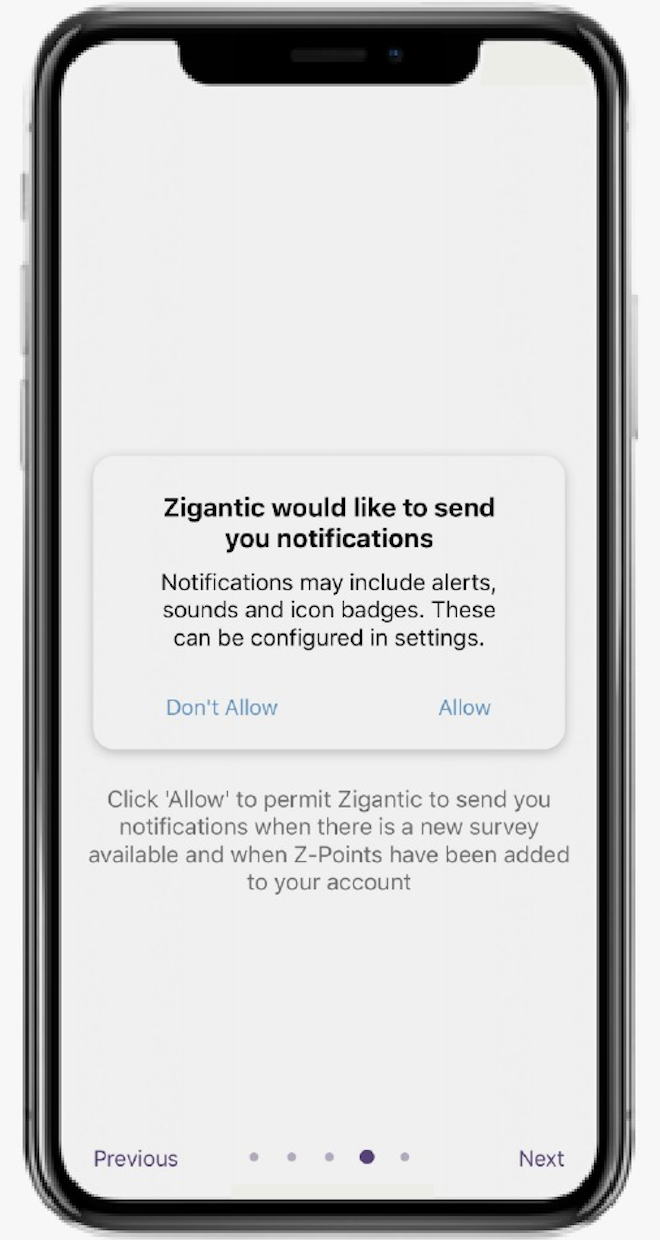 Zigantic would like to send
you notifications
Notifications may include alerts,
sounds and icon badges. These
can be configured in settings.
Don't Allow
Allow
Click 'Allow' to permit Zigantic to send you
notifications when there is a new survey
available and when Z-Points have been added
to your account
Previous
Next